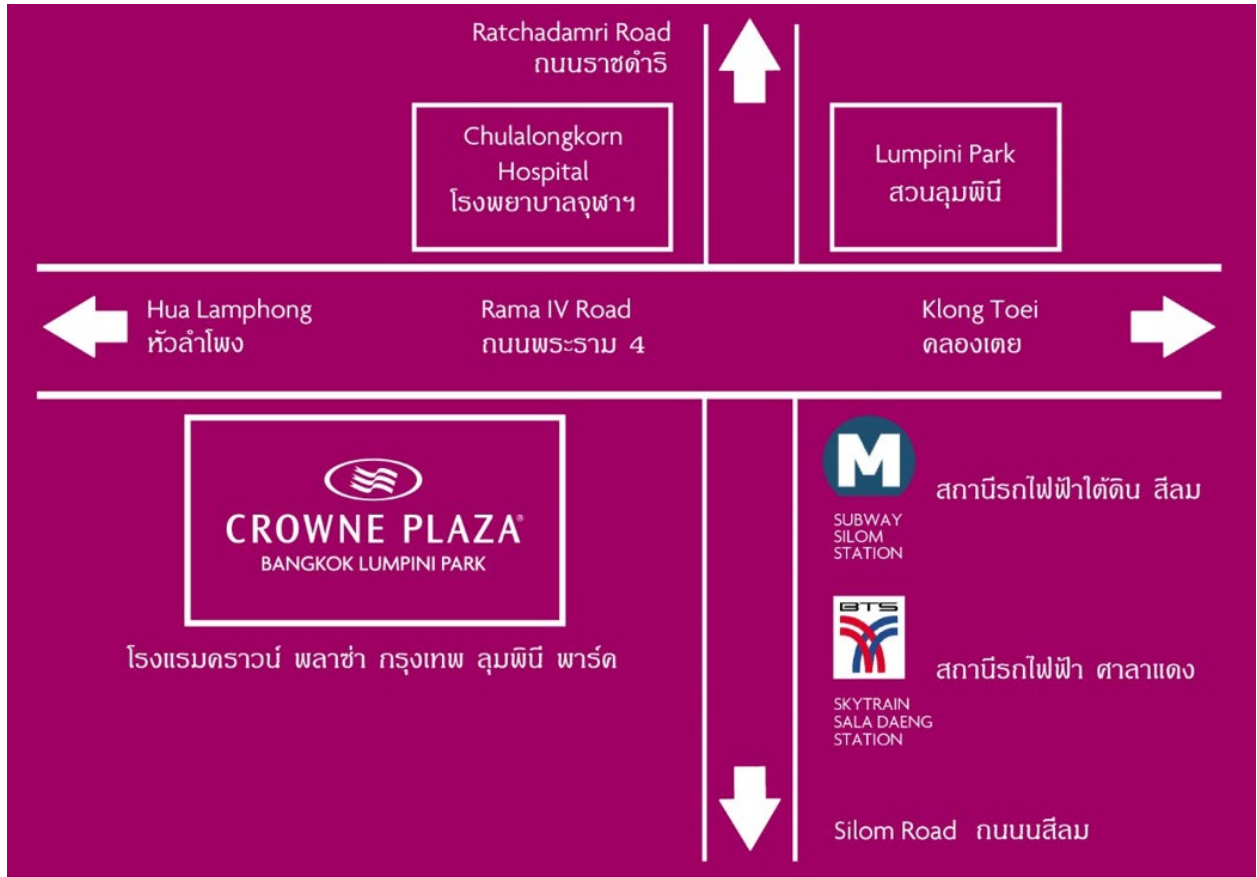 Ratchadamri Road
ถนนราชดำริ
Chulalongkorn
Hospital
โรงพยาบาลจุฬาฯ
Lumpini Park
สวนลุมพินี
Hua Lamphong
หัวลำโพง
Rama IV Road
ถนนพระราม 4
Klong Toei
คลองเตย
CROWNE PLAZA®
BANGKOK LUMPINI PARK
โรงแรมคราวน์ พลาซ่า กรุงเทพ ลุมพินี พาร์ค
M
สถานีรถไฟฟ้าใต้ดิน สีลม
SUBWAY
SILOM
STATION
BTS
สถานีรถไฟฟ้า ศาลาแดง
SKYTRAIN
SALA DAENG
STATION
Silom Road ถนนนสีลม